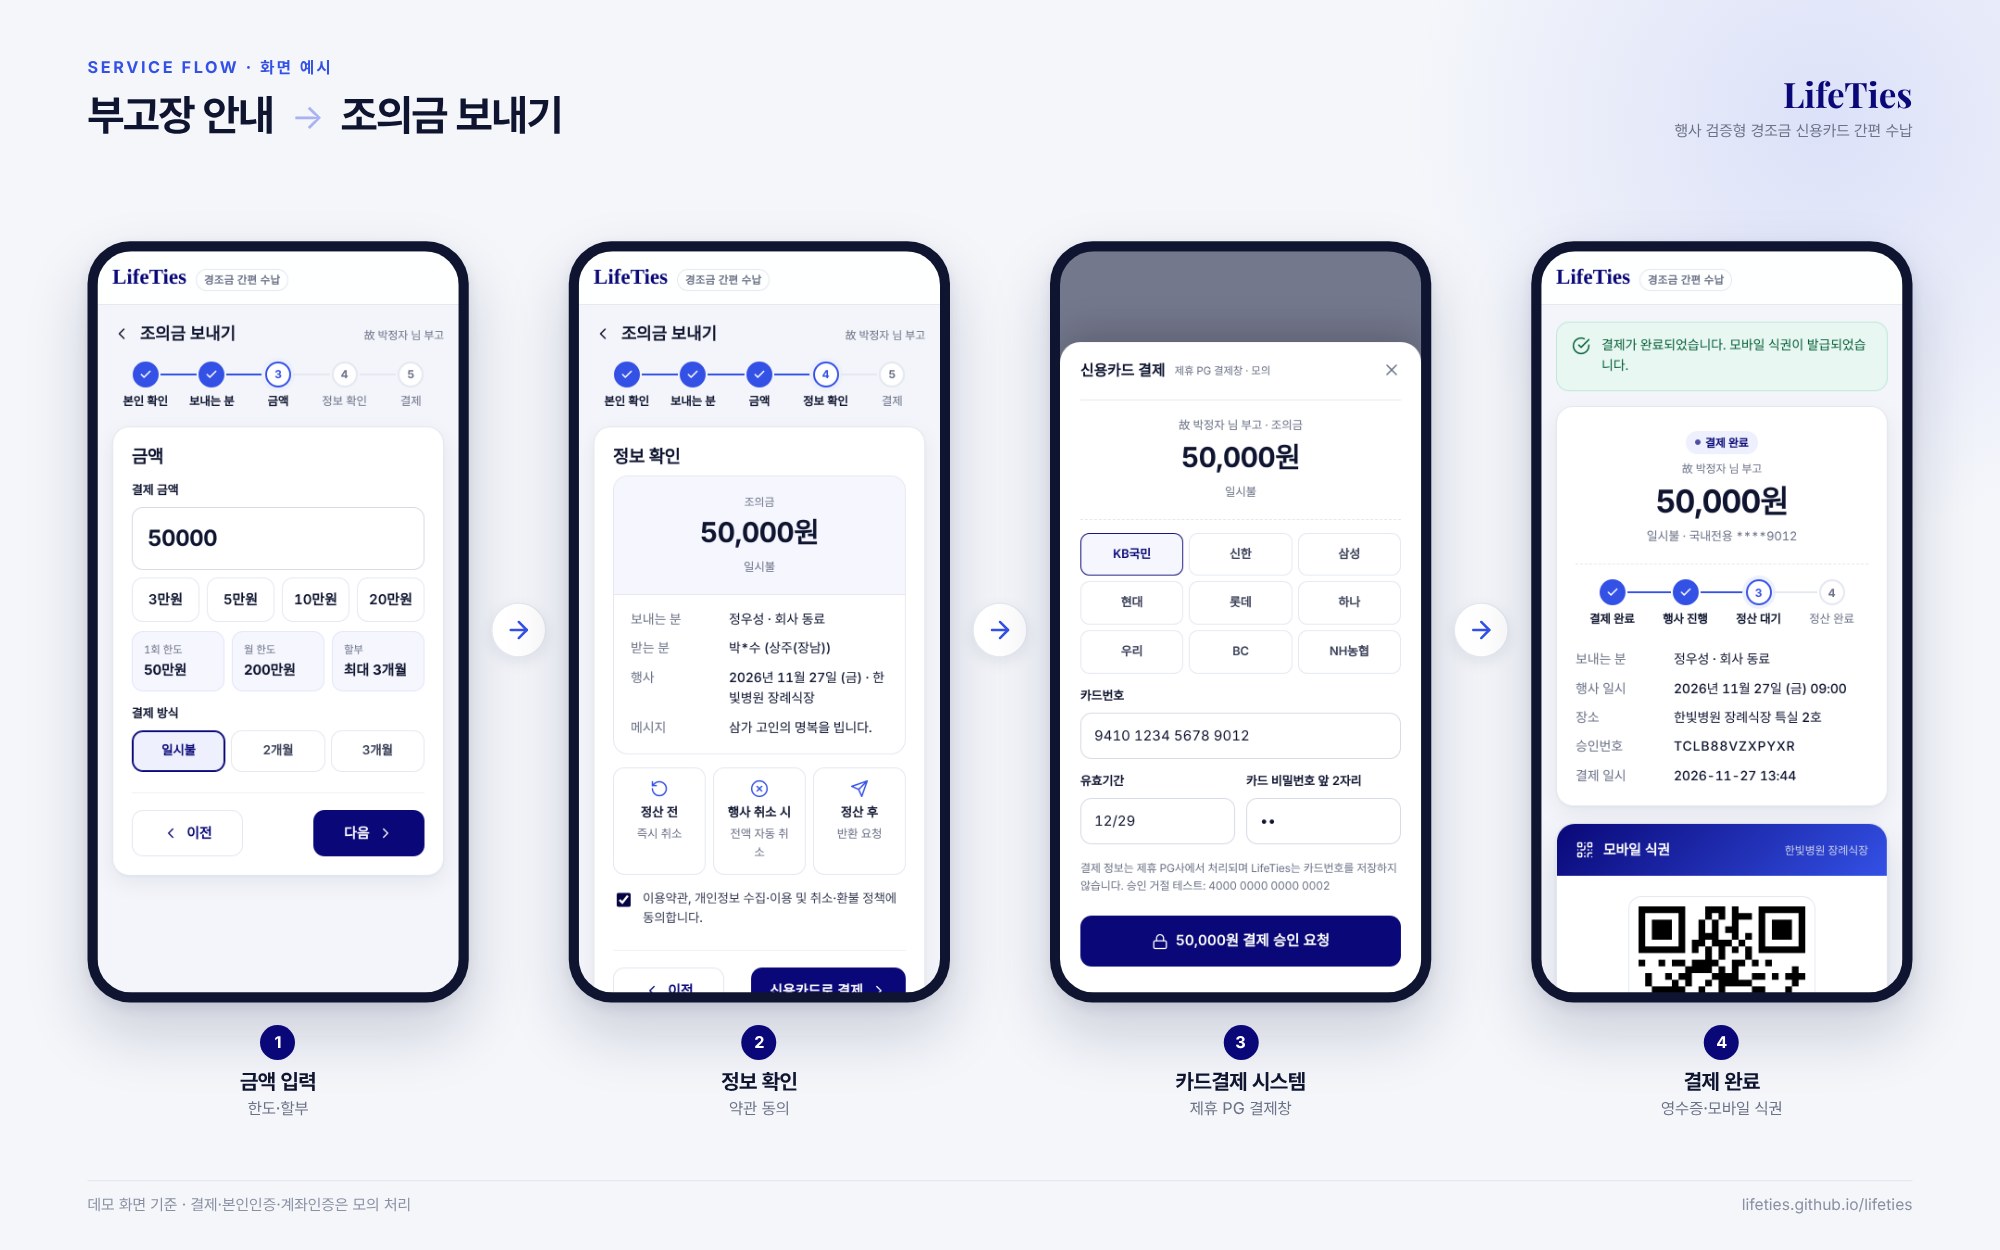 SERVICE FLOW · 화면 예시
부고장 안내 → 조의금 보내기
LifeTies
행사 검증형 경조금 신용카드 간편 수납
LifeTies 경조금 간편 수납
조의금 보내기 故 박정자 님 부고
3 4 5
본인 확인 보내는 분 금액 정보 확인 결제
금액
결제 금액
50000
3만원 5만원 10만원 20만원
1회 한도 월 한도 할부
50만원 200만원 최대 3개월
결제 방식
일시불 2개월 3개월
이전 다음
1
금액 입력
한도·할부
LifeTies 경조금 간편 수납
조의금 보내기 故 박정자 님 부고
4 5
본인 확인 보내는 분 금액 정보 확인 결제
정보 확인
조의금
50,000원
일시불
보내는 분 정우성 · 회사 동료
받는 분 박*수 (상주(장남))
행사 2026년 11월 27일 (금) · 한
빛병원 장례식장
메시지 삼가 고인의 명복을 빕니다.
정산 전 행사 취소 시 정산 후
즉시 취소 전액 자동 취 반환 요청
소
이용약관, 개인정보 수집·이용 및 취소·환불 정책에
동의합니다.
이전 신용카드로 결제
2
정보 확인
약관 동의
신용카드 결제 제휴 PG 결제창 · 모의
故 박정자 님 부고 · 조의금
50,000원
일시불
KB국민 신한 삼성
현대 롯데 하나
우리 BC NH농협
카드번호
9410 1234 5678 9012
유효기간 카드 비밀번호 앞 2자리
12/29 ••
결제 정보는 제휴 PG사에서 처리되며 LifeTies는 카드번호를 저장하지
않습니다. 승인 거절 테스트: 4000 0000 0000 0002
50,000원 결제 승인 요청
3
카드결제 시스템
제휴 PG 결제창
LifeTies 경조금 간편 수납
결제가 완료되었습니다. 모바일 식권이 발급되었습
니다.
결제 완료
故 박정자 님 부고
50,000원
일시불 · 국내전용 ****9012
3 4
결제 완료 행사 진행 정산 대기 정산 완료
보내는 분 정우성 · 회사 동료
행사 일시 2026년 11월 27일 (금) 09:00
장소 한빛병원 장례식장 특실 2호
승인번호 TCLB88VZXPYXR
결제 일시 2026-11-27 13:44
모바일 식권 한빛병원 장례식장
4
결제 완료
영수증·모바일 식권
데모 화면 기준 · 결제·본인인증·계좌인증은 모의 처리
lifeties.github.io/lifeties